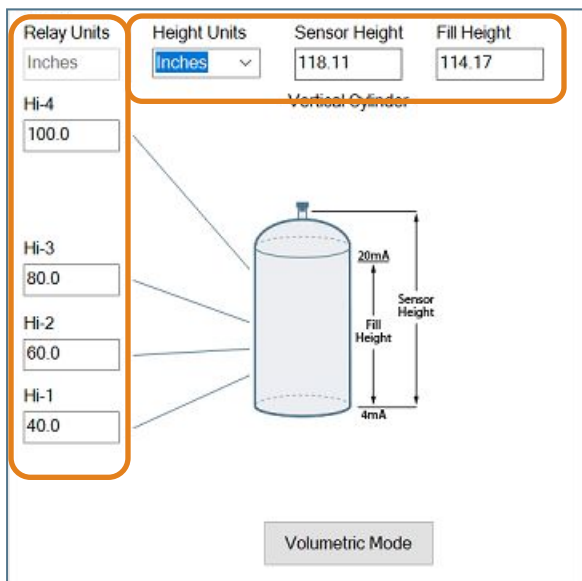 Relay Units Height Units Sensor Height Fill Height
Inches Inches 118.11 114.17
Hi-4
Vertical Cylinder
100.0
Hi-3
80.0
Hi-2
60.0
Hi-1
40.0
20mA
Sensor
Height
Fill
Height
4mA
Volumetric Mode